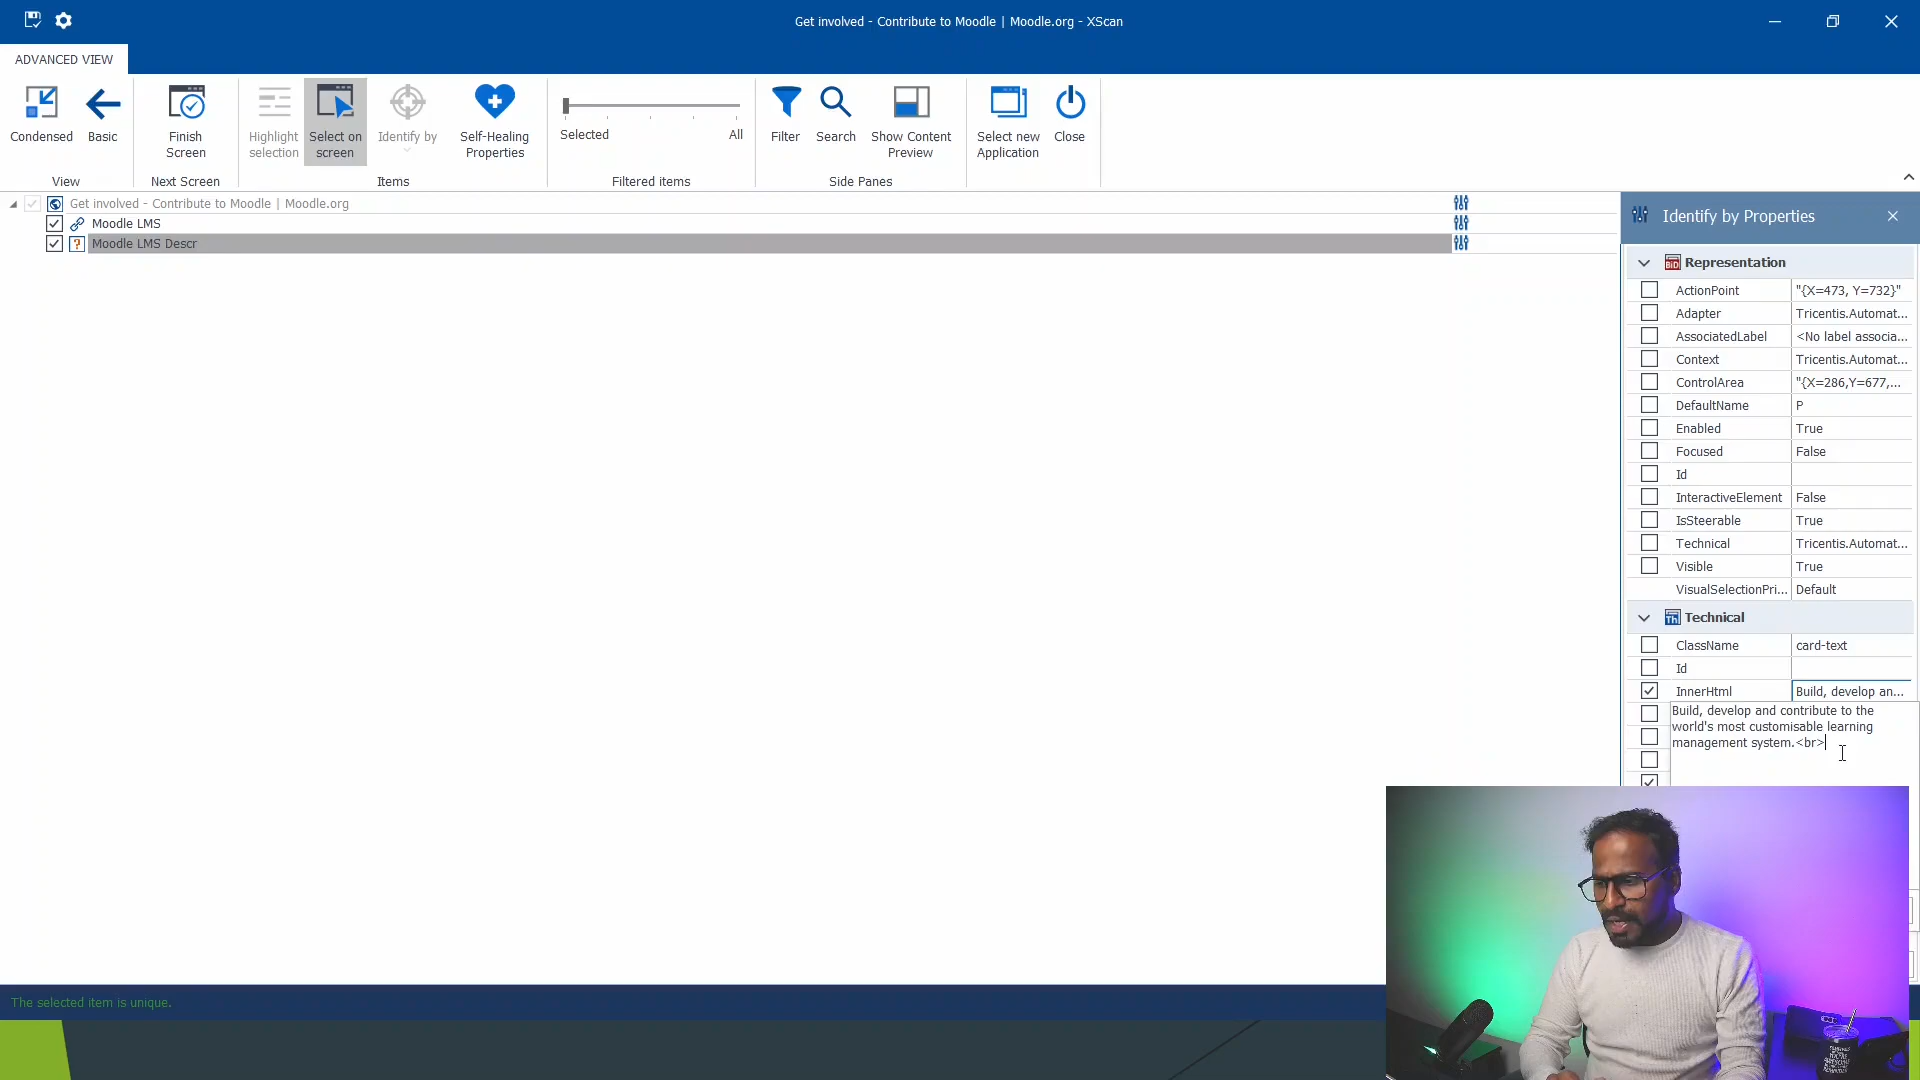 Get involved - Contribute to Moodle | Moodle.org - XScan
ADVANCED VIEW
Condensed
Basic
View
Finish
Screen
Next Screen
Highlight
selection
Select on
screen
Identify by
Self-Healing
Properties
Items
Selected
All
Filtered items
Filter
Search
Show Content
Preview
Side Panes
Select new
Application
Close
Get involved - Contribute to Moodle | Moodle.org
Moodle LMS
Moodle LMS Descr
Identify by Properties
Representation
ActionPoint "{X=473, Y=732}"
Adapter Tricentis.Automat...
AssociatedLabel <No label associa...
Context Tricentis.Automat...
ControlArea "{X=286,Y=677,...
DefaultName P
Enabled True
Focused False
Id
InteractiveElement False
IsSteerable True
Technical Tricentis.Automat...
Visible True
VisualSelectionPri... Default
Technical
ClassName card-text
Id
InnerHtml Build, develop an...
Build, develop and contribute to the
world's most customisable learning
management system.<br>
The selected item is unique.